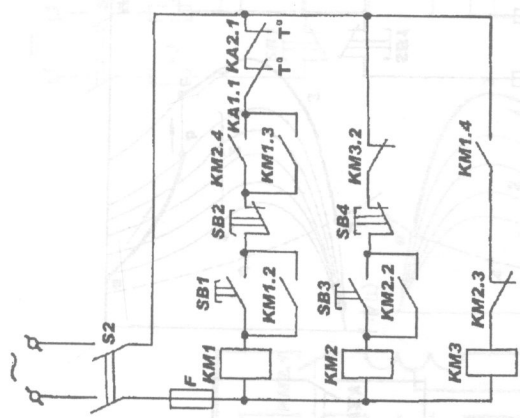 ~
S2
F
KM1
SB1
KM1.2
SB2
KM2.4
KM1.3
KA1.1
T°
KA2.1
T°
KM2
SB3
KM2.2
SB4
KM3.2
KM3
KM2.3
KM1.4